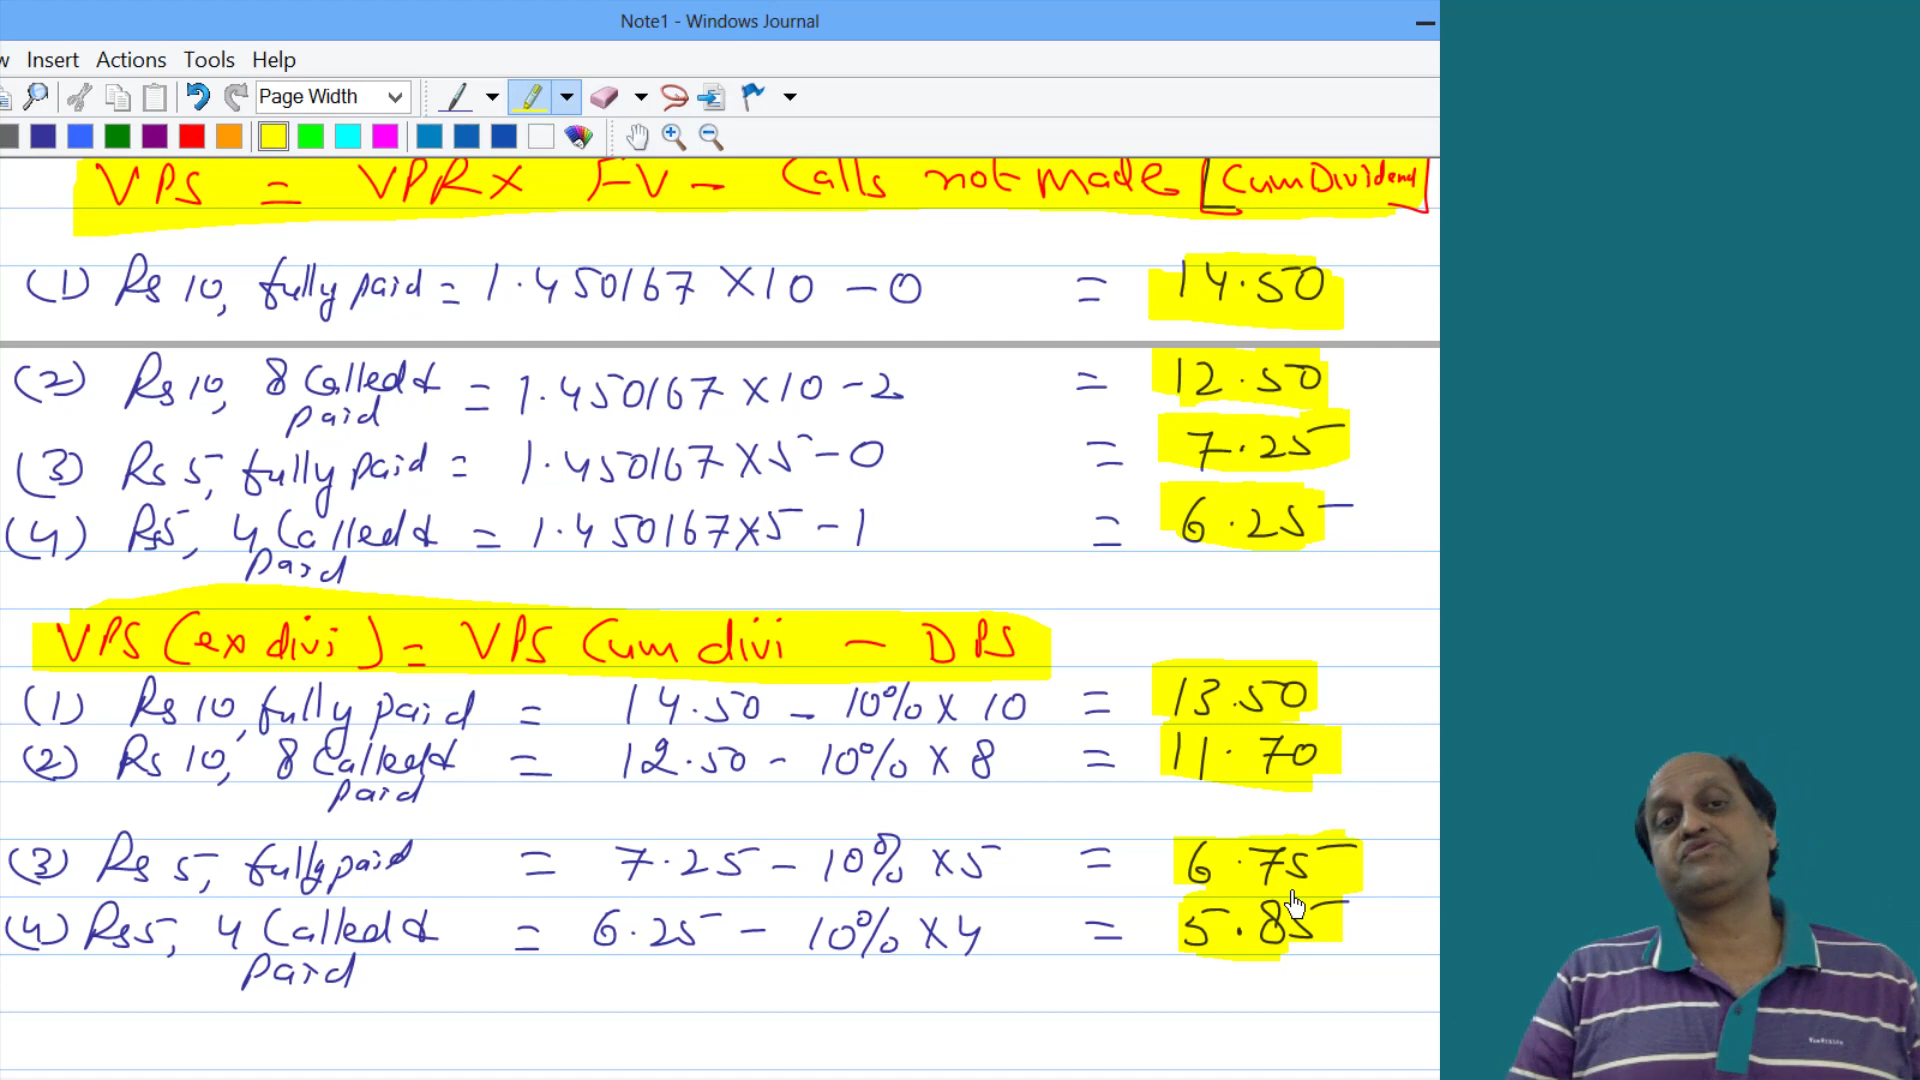 Note1 - Windows Journal
w Insert Actions Tools Help
Page Width
VPS = VPR X FV - Calls not Made [Cum Dividend]
(1) Rs 10, fully paid = 1.450167 X 10 - 0 = 14.50
(2) Rs 10, 8 Called & paid = 1.450167 X 10 - 2 = 12.50
(3) Rs 5, fully paid = 1.450167 X 5 - 0 = 7.25
(4) Rs 5, 4 Called & paid = 1.450167 X 5 - 1 = 6.25
VPS (ex divi) = VPS Cum divi - DPS
(1) Rs 10, fully paid = 14.50 - 10% X 10 = 13.50
(2) Rs 10, 8 Called & paid = 12.50 - 10% X 8 = 11.70
(3) Rs 5, fully paid = 7.25 - 10% X 5 = 6.75
(4) Rs 5, 4 Called & paid = 6.25 - 10% X 4 = 5.85